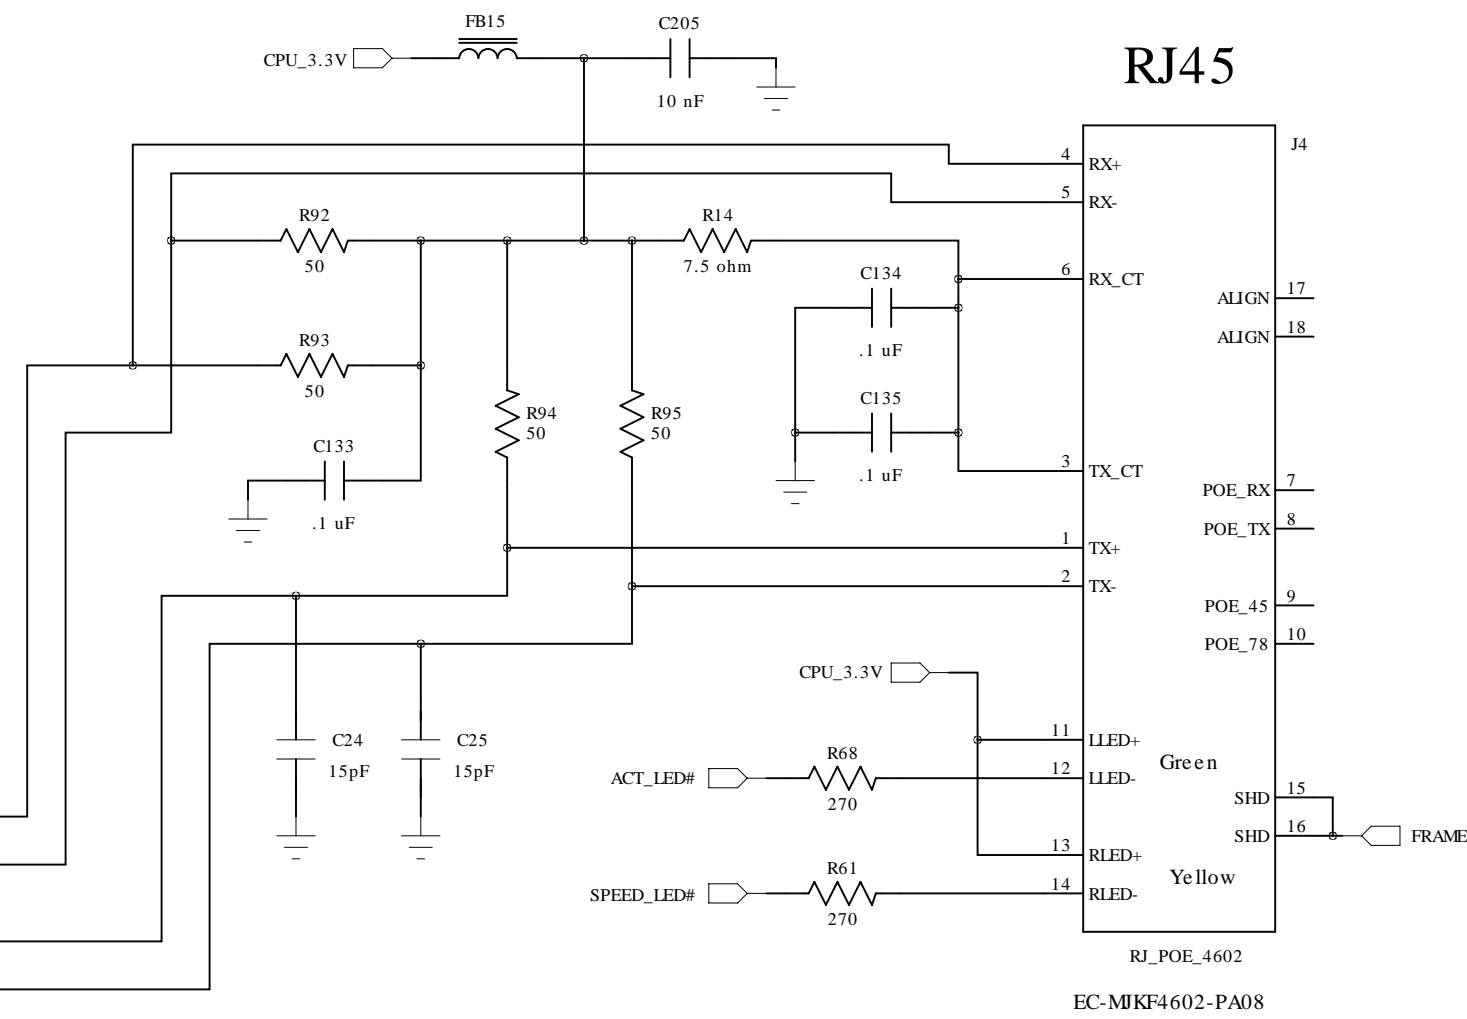 FB15
C205
CPU_3.3V
10 nF
RJ45
J4
4
RX+
5
RX-
R92
50
R14
7.5 ohm
C134
.1 uF
6
RX_CT
ALIGN
17
ALIGN
18
R93
50
R94
50
R95
50
C135
.1 uF
C133
.1 uF
3
TX_CT
POE_RX
7
POE_TX
8
1
TX+
2
TX-
POE_45
9
POE_78
10
CPU_3.3V
C24
15pF
C25
15pF
11
LLED+
Green
ACT_LED#
R68
270
12
LLED-
SHD
15
SHD
16
FRAME
13
RLED+
Yellow
SPEED_LED#
R61
270
14
RLED-
RJ_POE_4602
EC-MJKF4602-PA08